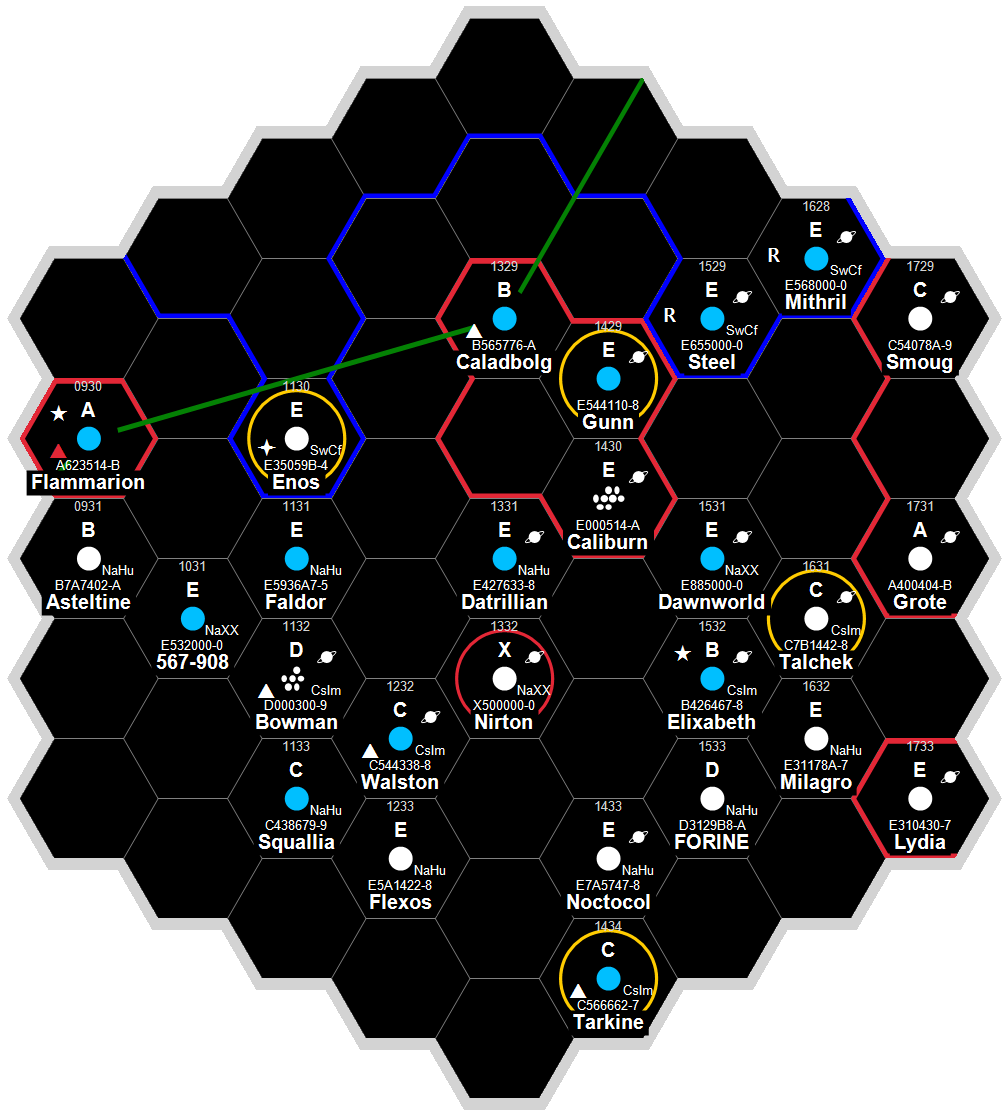 1628
E
R
SwCf
E568000-0
Mithril
1329
B
B565776-A
Caladbolg
1529
E
R
SwCf
E655000-0
Steel
1729
C
C54078A-9
Smoug
1429
E
E544110-8
Gunn
0930
A
A623514-B
Flammarion
1130
E
SwCf
E35059B-4
Enos
1430
E
E000514-A
Caliburn
0931
B
NaHu
B7A7402-A
Asteltine
1131
E
NaHu
E5936A7-5
Faldor
1331
E
NaHu
E427633-8
Datrillian
1531
E
NaXX
E885000-0
Dawnworld
1731
A
A400404-B
Grote
1031
E
NaXX
E532000-0
567-908
1631
C
CsIm
C7B1442-8
Talchek
1132
D
CsIm
D000300-9
Bowman
1332
X
NaXX
X500000-0
Nirton
1532
B
CsIm
B426467-8
Elixabeth
1232
C
CsIm
C544338-8
Walston
1632
E
NaHu
E31178A-7
Milagro
1133
C
NaHu
C438679-9
Squallia
1533
D
NaHu
D3129B8-A
FORINE
1733
E
E310430-7
Lydia
1233
E
NaHu
E5A1422-8
Flexos
1433
E
NaHu
E7A5747-8
Noctocol
1434
C
CsIm
C566662-7
Tarkine